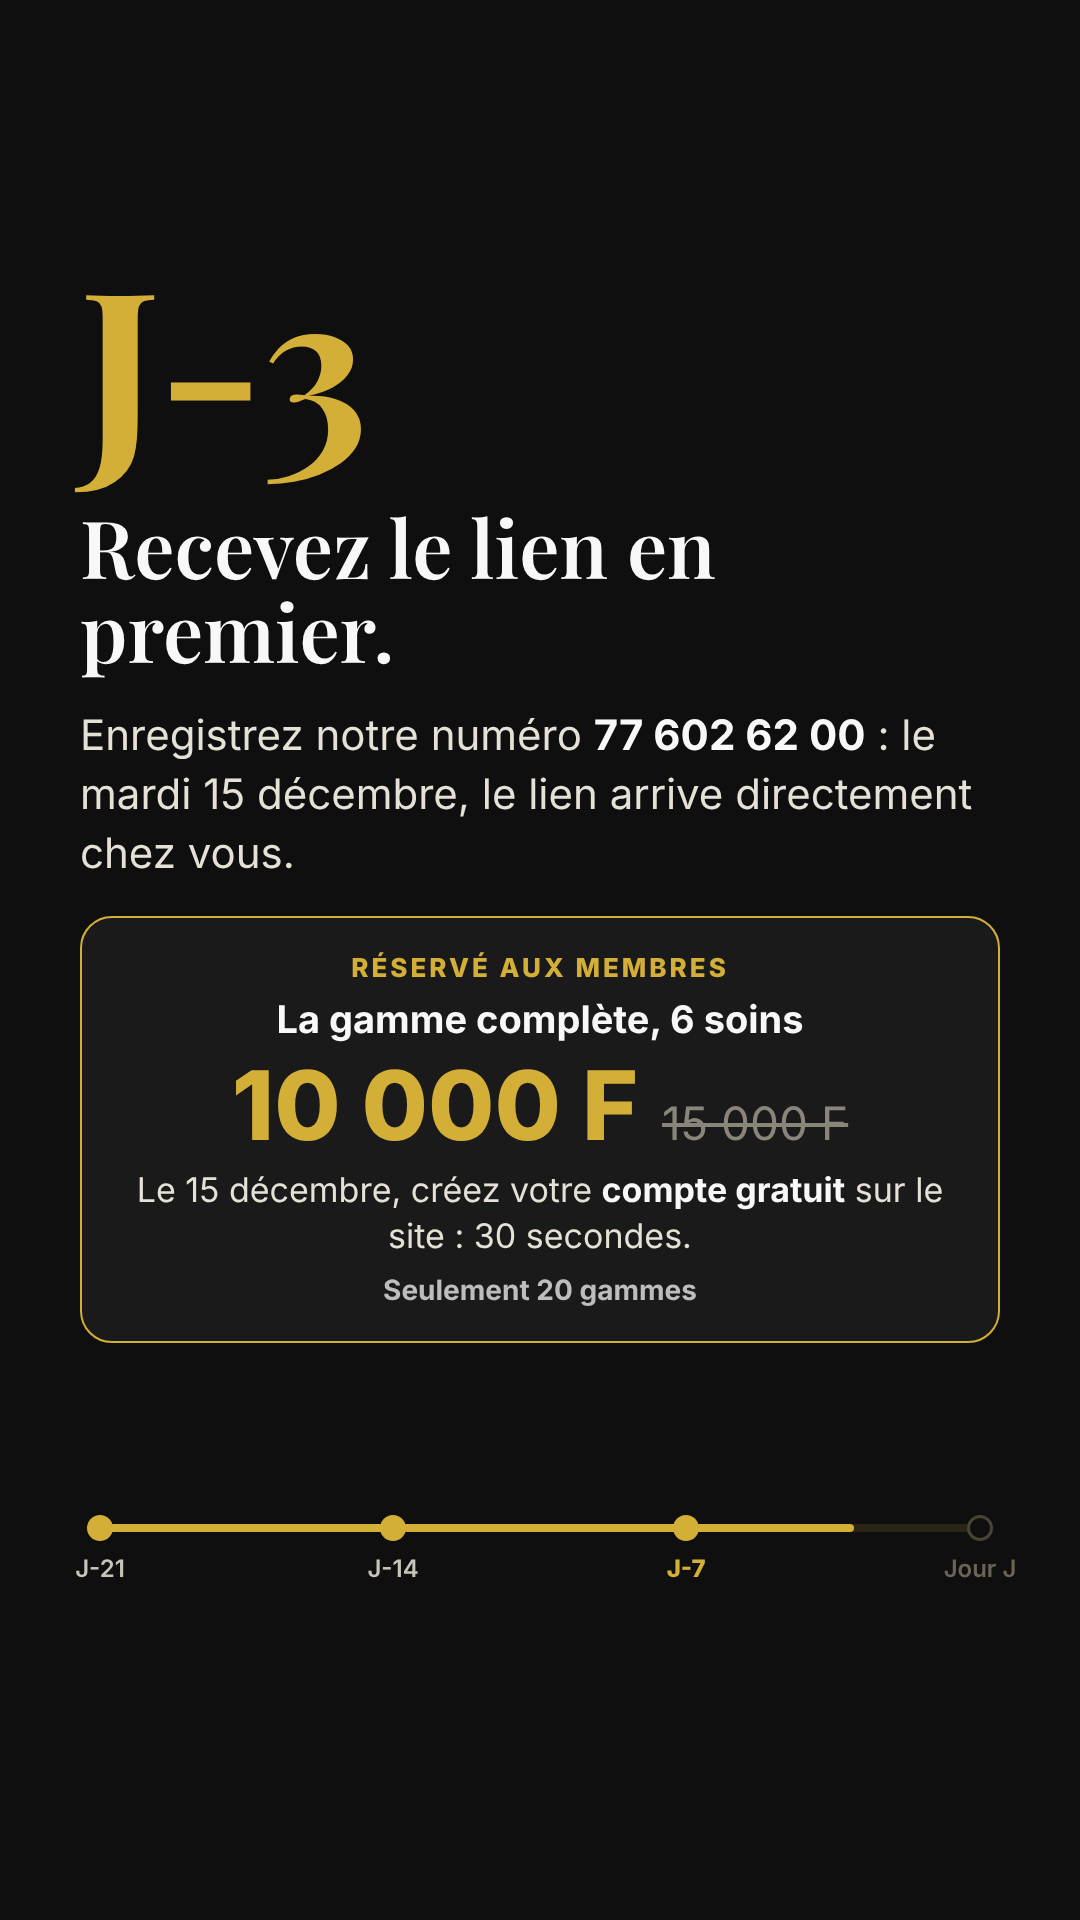 J-3
Recevez le lien en
premier.
Enregistrez notre numéro 77 602 62 00 : le
mardi 15 décembre, le lien arrive directement
chez vous.
RÉSERVÉ AUX MEMBRES
La gamme complète, 6 soins
10 000 F 15 000 F
Le 15 décembre, créez votre compte gratuit sur le
site : 30 secondes.
Seulement 20 gammes
J-21 J-14 J-7 Jour J